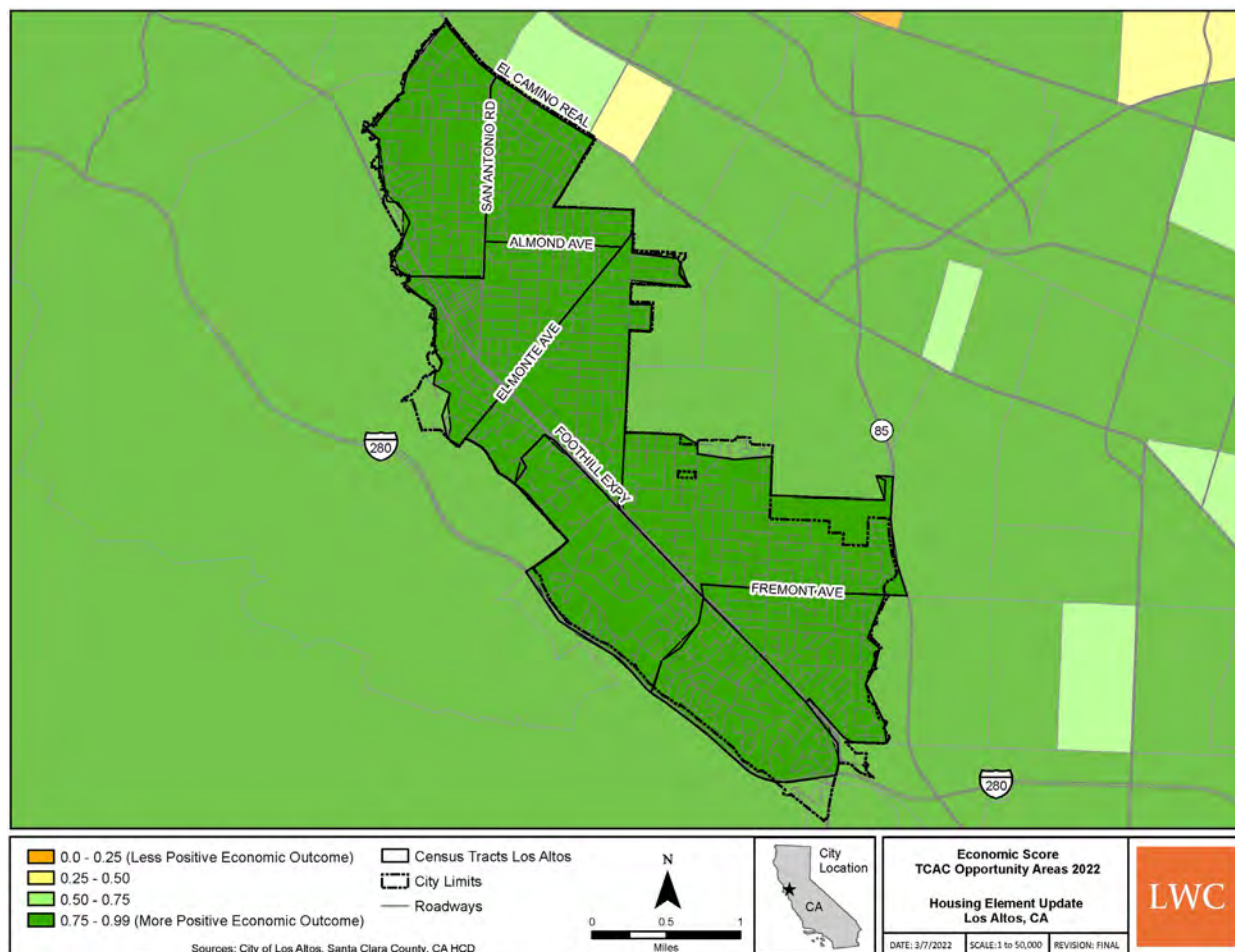 EL CAMINO REAL
SAN ANTONIO RD
ALMOND AVE
EL MONTE AVE
FOOTHILL EXPY
FREMONT AVE
280
85
280
0.0 - 0.25 (Less Positive Economic Outcome)
0.25 - 0.50
0.50 - 0.75
0.75 - 0.99 (More Positive Economic Outcome)
Census Tracts Los Altos
City Limits
Roadways
Sources: City of Los Altos, Santa Clara County, CA HCD
N
0 0.5 1
Miles
City
Location
CA
Economic Score
TCAC Opportunity Areas 2022
Housing Element Update
Los Altos, CA
DATE: 3/7/2022 SCALE:1 to 50,000 REVISION: FINAL
LWC